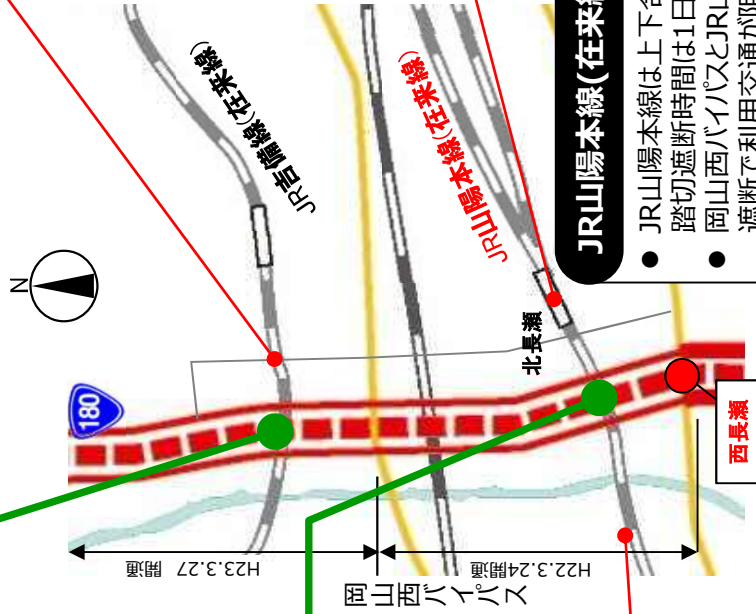 N
180
JR吉備線(在来線)
JR山陽本線(在来線)
北長瀬
西長瀬
H23.3.27 開通
H22.3.24開通
岡山西バイパス
JR山陽本線(在来線
● JR山陽本線は上下合
踏切遮断時間は1日
● 岡山西バイパスとJR山
遮断で利用交通が阻